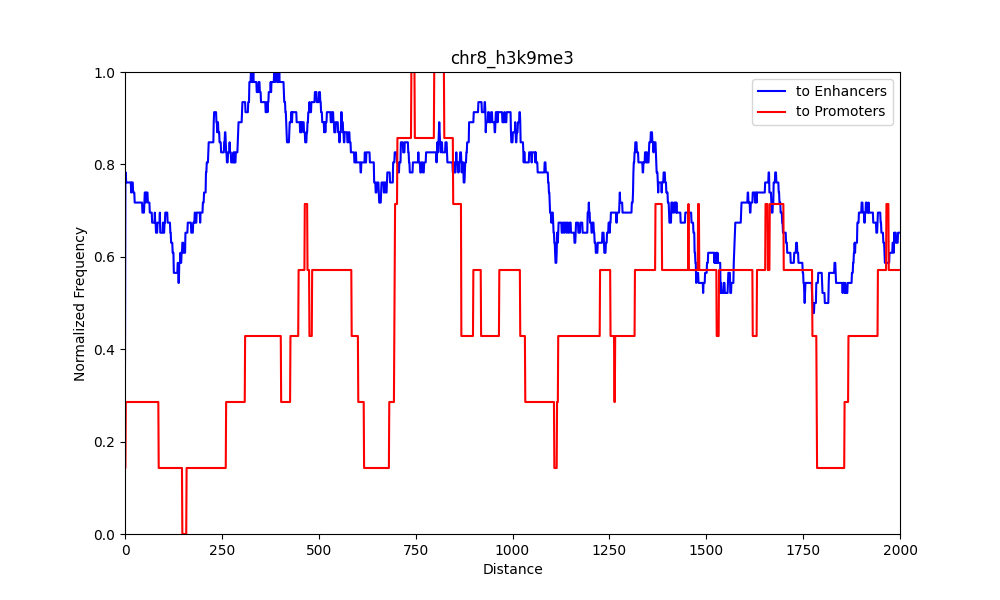 chr8_h3k9me3
to Enhancers
to Promoters
Normalized Frequency
1.0
0.8
0.6
0.4
0.2
0.0
0 250 500 750 1000 1250 1500 1750 2000
Distance